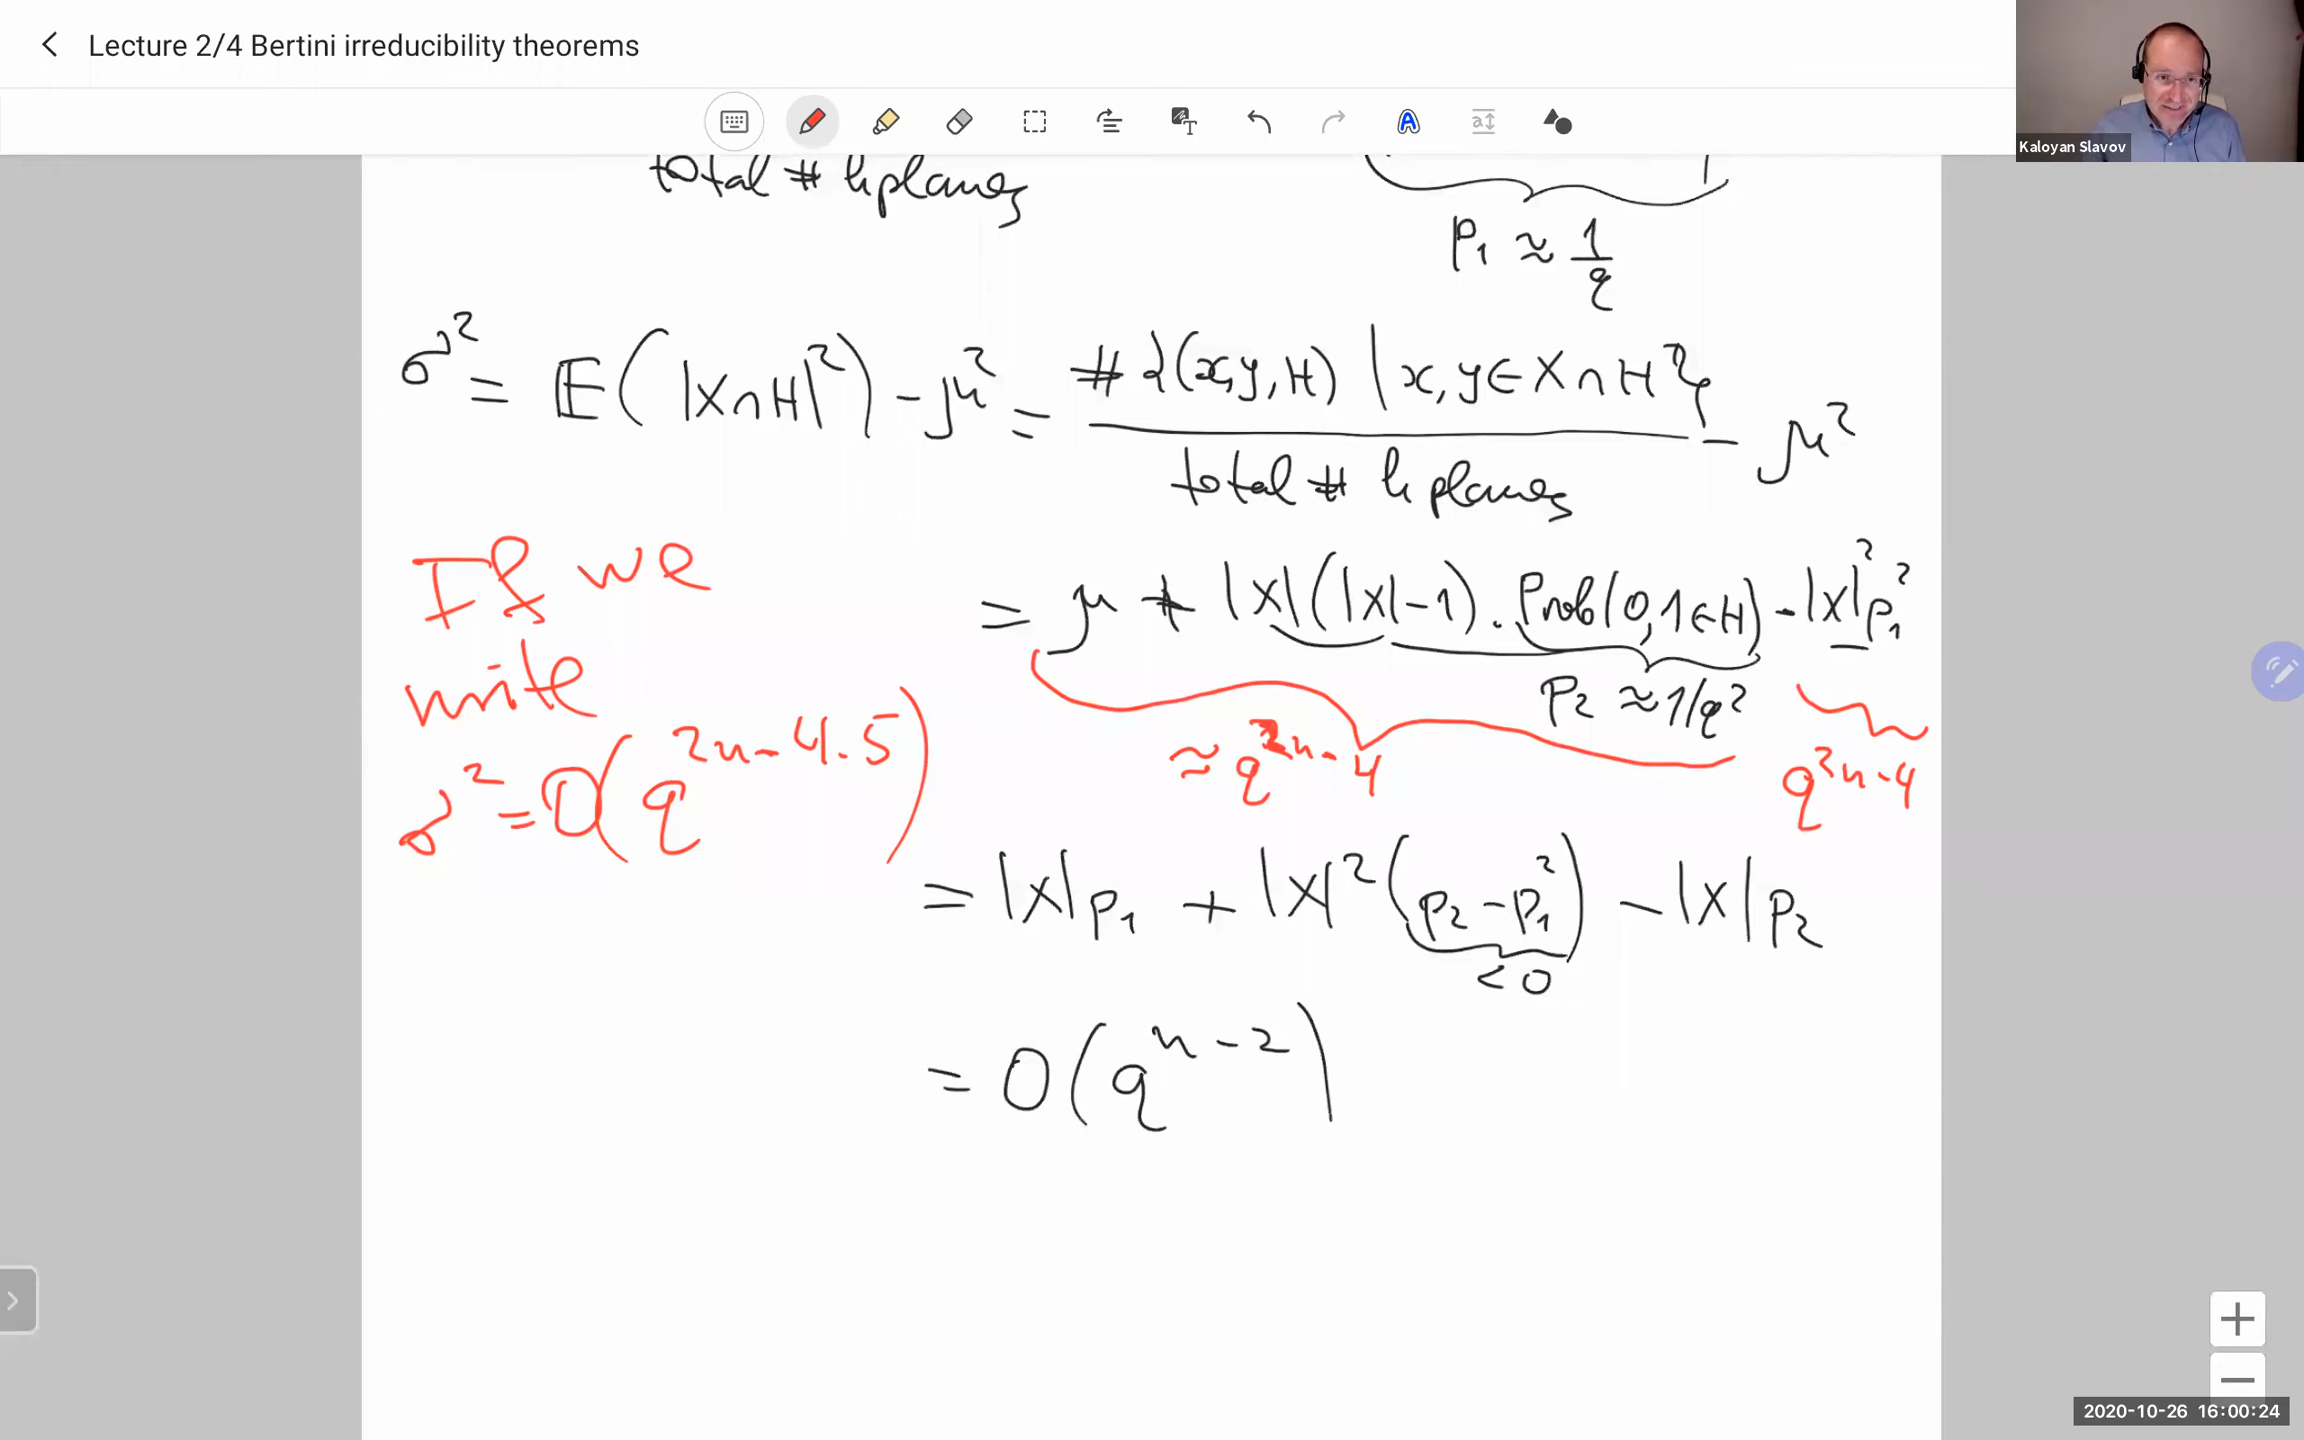 Lecture 2/4 Bertini irreducibility theorems
Kaloyan Slavov
total # hplanes
p₁ ≈ 1/q
σ² = 𝔼(|X∩H|²) - μ² = #{(x,y,H) | x,y∈X∩H} / total # hplanes - μ²
= μ + |X|(|X|-1). Prob(0,1∈H) - |X|²p₁²
p₂ ≈ 1/q²
≈ q^{2n-4}
q^{2n-4}
If we
write
σ² = O(q^{2n-4.5})
= |X|p₁ + |X|²(p₂ - p₁²) - |X|p₂
< 0
= O(q^{n-2})
2020-10-26 16:00:24